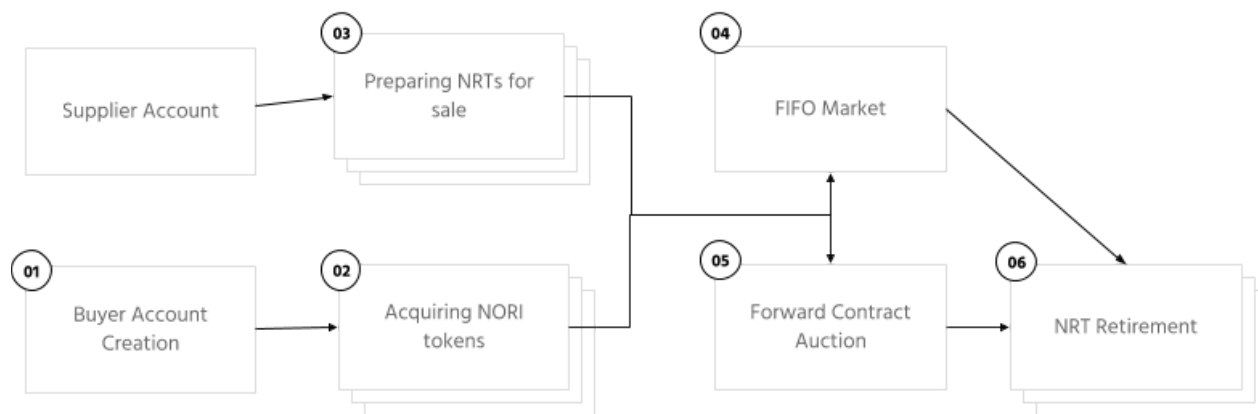 03
Supplier Account
Preparing NRTs for
sale
04
FIFO Market
01
Buyer Account
Creation
02
Acquiring NORI
tokens
05
Forward Contract
Auction
06
NRT Retirement